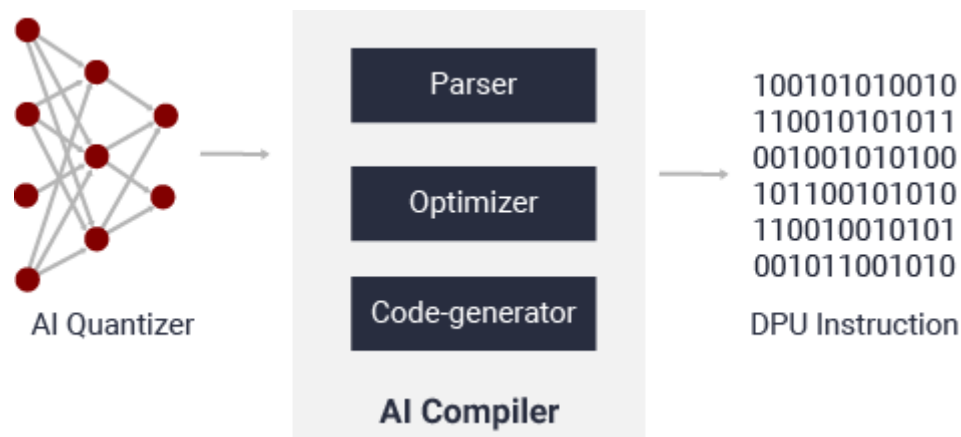 AI Quantizer
Parser
Optimizer
Code-generator
AI Compiler
100101010010
110010101011
001001010100
101100101010
110010010101
001011001010
DPU Instruction